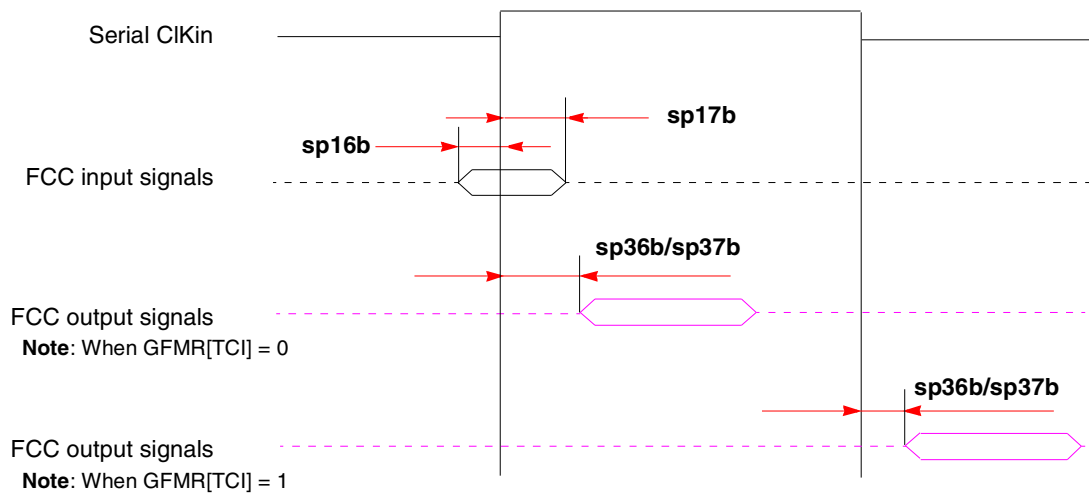 Serial ClKin
sp17b
sp16b
FCC input signals
sp36b/sp37b
FCC output signals
Note: When GFMR[TCI] = 0
sp36b/sp37b
FCC output signals
Note: When GFMR[TCI] = 1